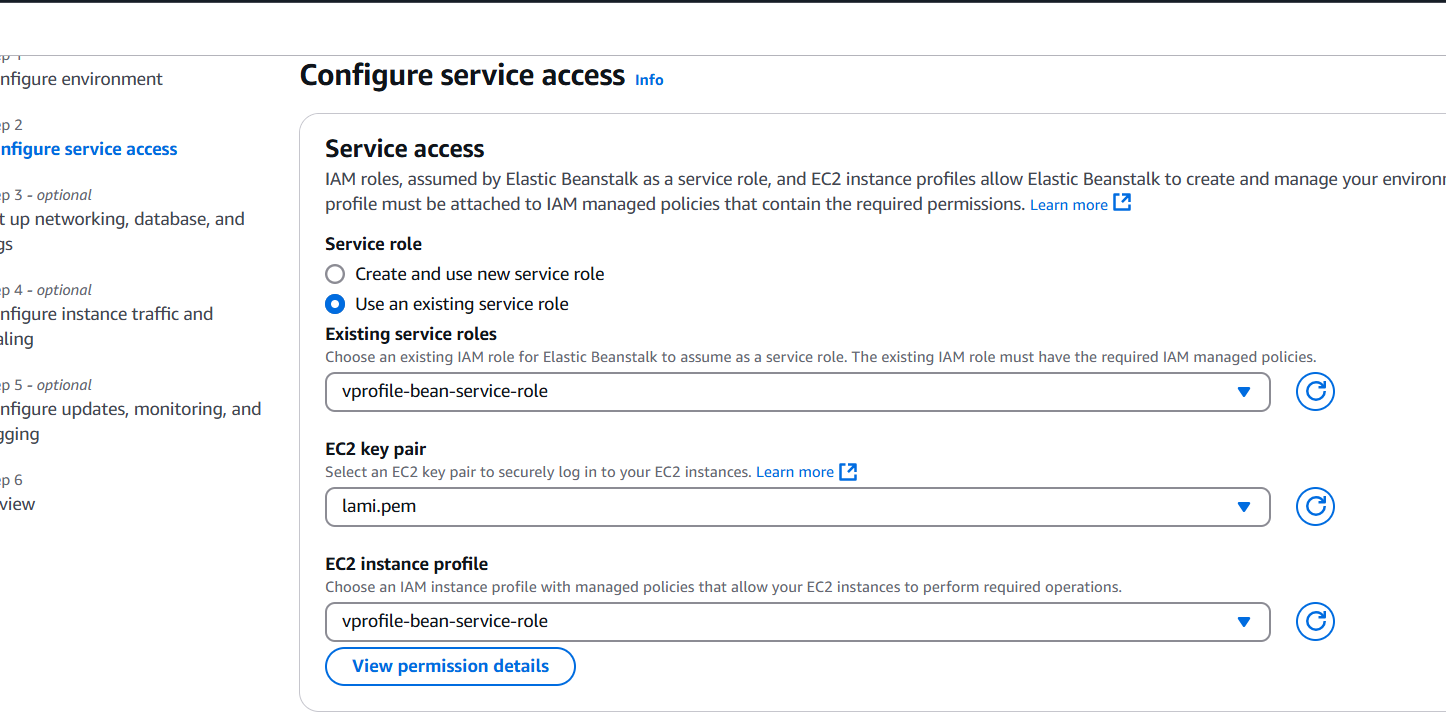 nfigure environment
Configure service access Info
ep 2
nfigure service access
Service access
IAM roles, assumed by Elastic Beanstalk as a service role, and EC2 instance profiles allow Elastic Beanstalk to create and manage your environ
profile must be attached to IAM managed policies that contain the required permissions. Learn more
ep 3 - optional
t up networking, database, and
gs
Service role
Create and use new service role
Use an existing service role
ep 4 - optional
nfigure instance traffic and
aling
Existing service roles
Choose an existing IAM role for Elastic Beanstalk to assume as a service role. The existing IAM role must have the required IAM managed policies.
vprofile-bean-service-role
ep 5 - optional
nfigure updates, monitoring, and
gging
EC2 key pair
Select an EC2 key pair to securely log in to your EC2 instances. Learn more
lami.pem
ep 6
view
EC2 instance profile
Choose an IAM instance profile with managed policies that allow your EC2 instances to perform required operations.
vprofile-bean-service-role
View permission details